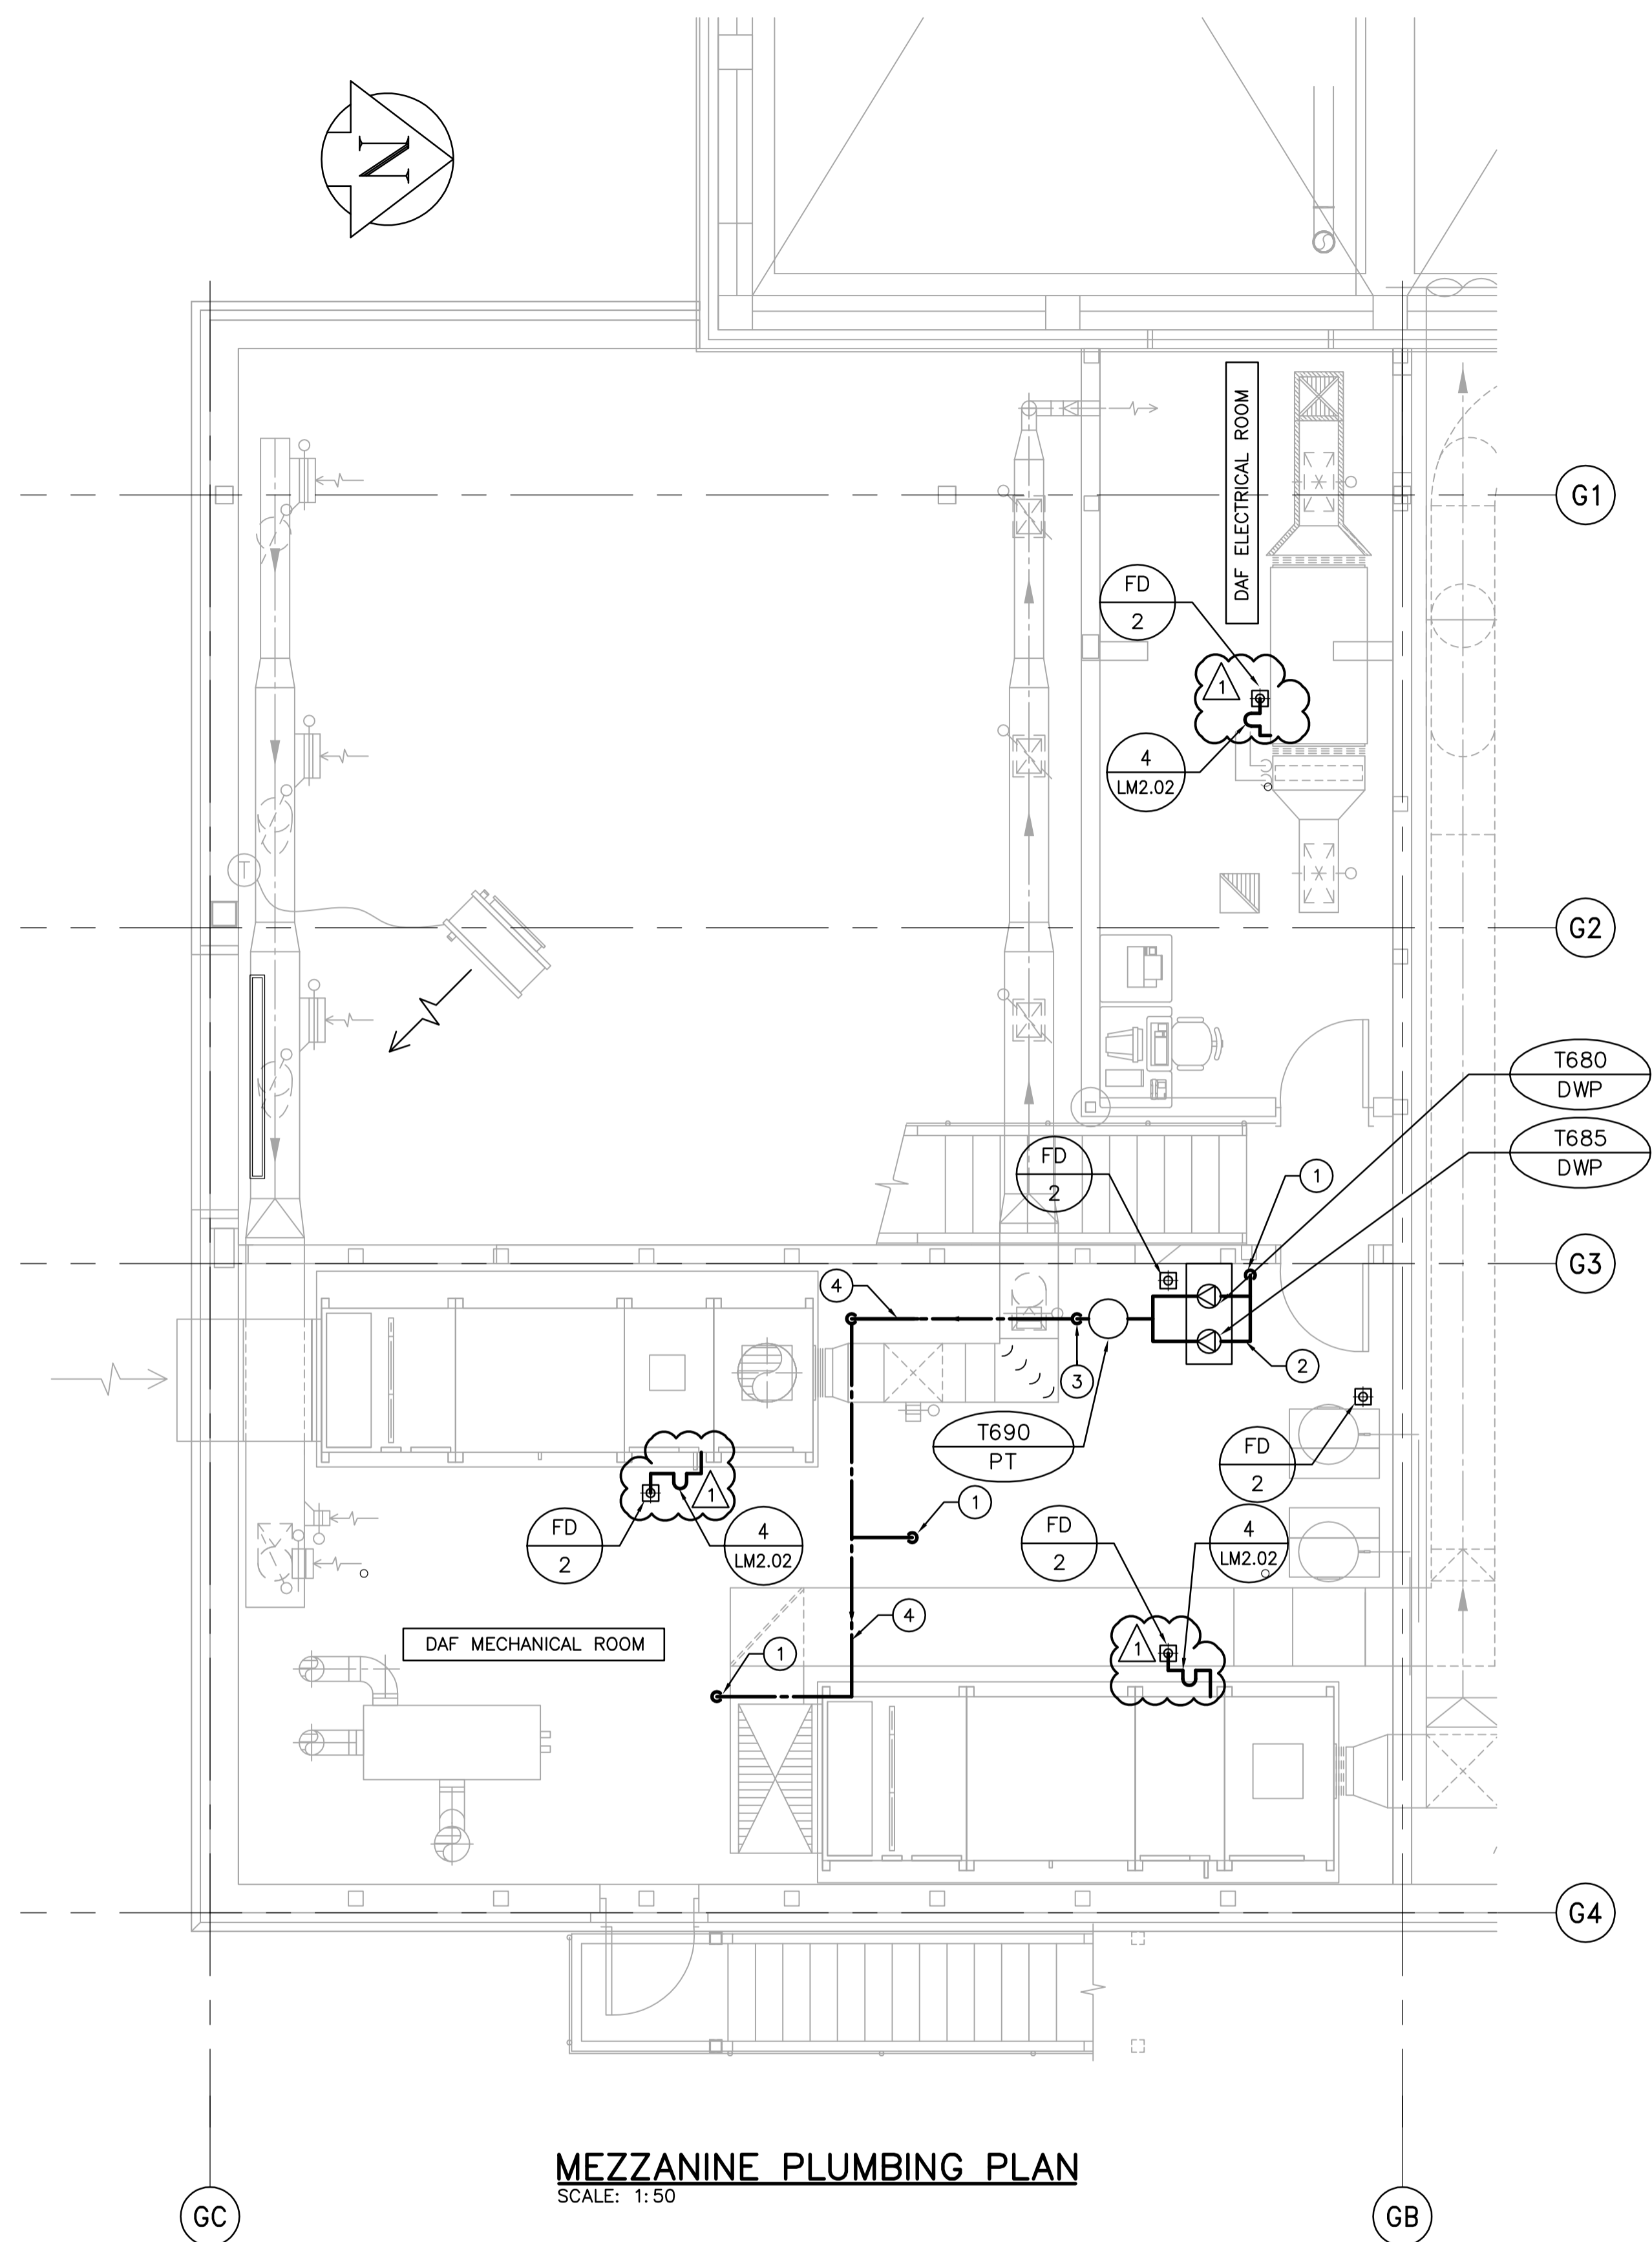 N
DAF ELECTRICAL ROOM
G1
FD
2
1
4
LM2.02
T
G2
T680
DWP
T685
DWP
FD
2
1
G3
4
3
2
T690
PT
FD
2
1
1
FD
2
4
LM2.02
FD
2
4
LM2.02
4
1
1
DAF MECHANICAL ROOM
G4
MEZZANINE PLUMBING PLAN
SCALE: 1:50
GC
GB